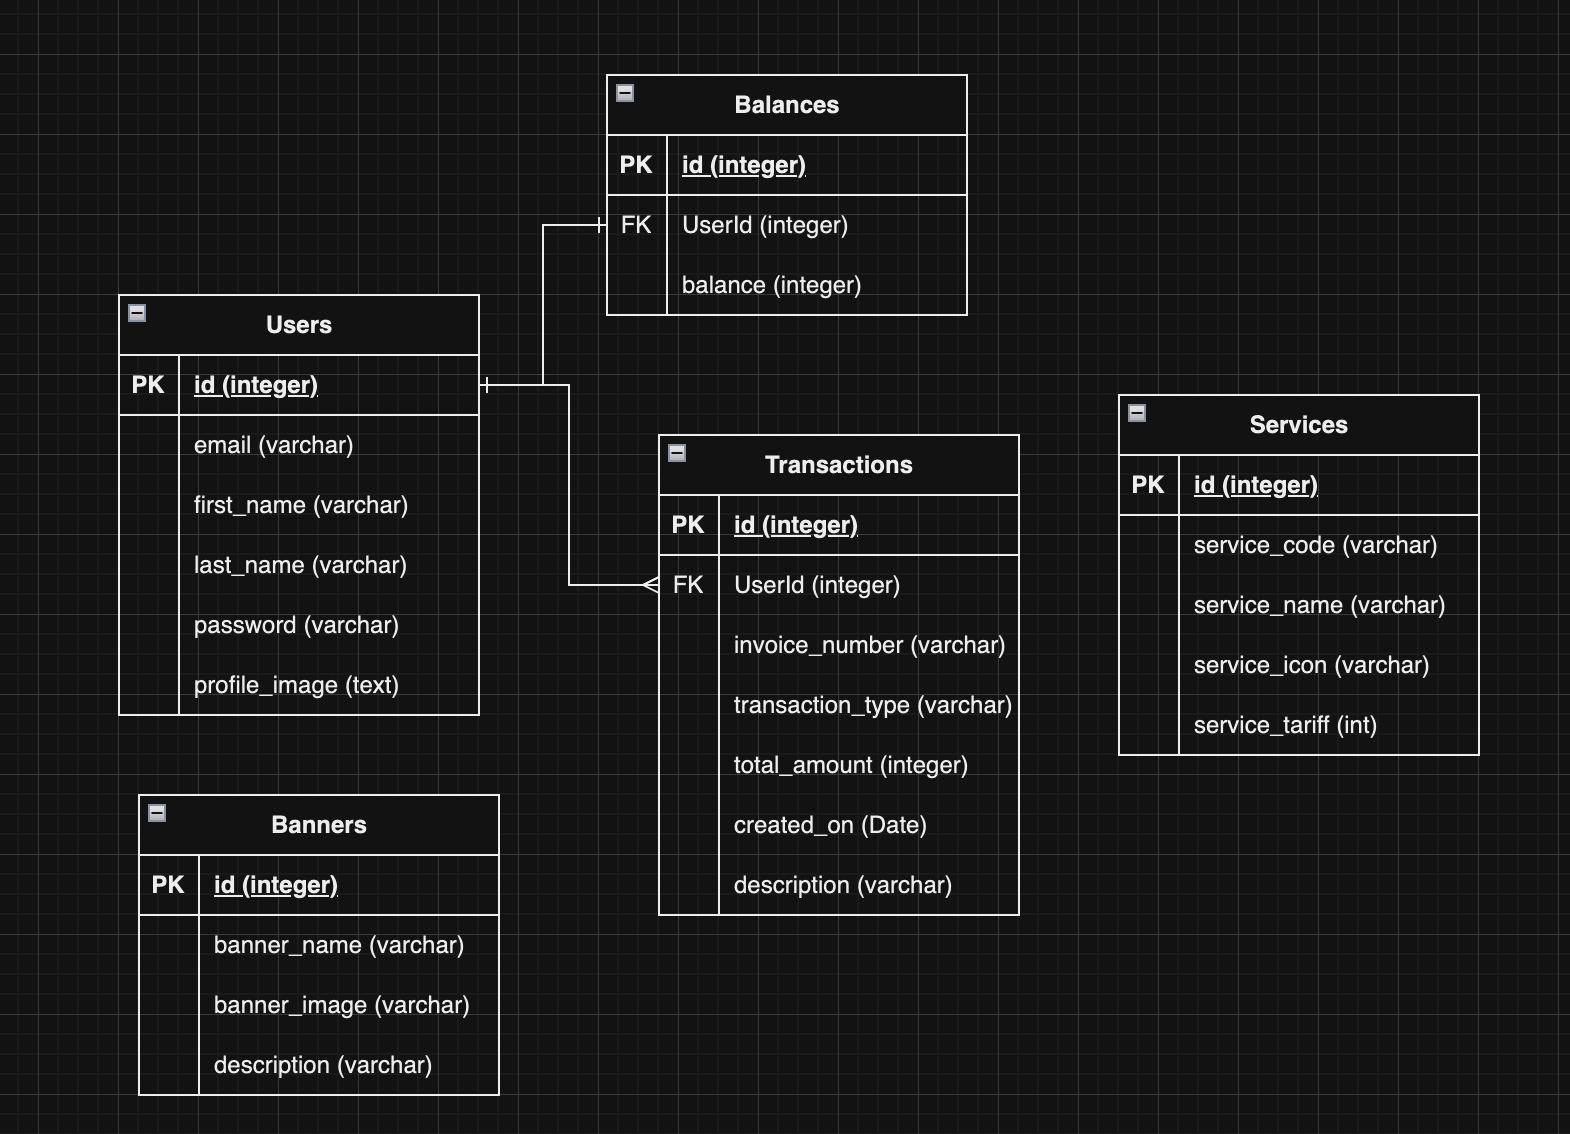 Balances
PK id (integer)
FK UserId (integer)
balance (integer)
Users
PK id (integer)
email (varchar)
first_name (varchar)
last_name (varchar)
password (varchar)
profile_image (text)
Transactions
PK id (integer)
FK UserId (integer)
invoice_number (varchar)
transaction_type (varchar)
total_amount (integer)
created_on (Date)
description (varchar)
Services
PK id (integer)
service_code (varchar)
service_name (varchar)
service_icon (varchar)
service_tariff (int)
Banners
PK id (integer)
banner_name (varchar)
banner_image (varchar)
description (varchar)